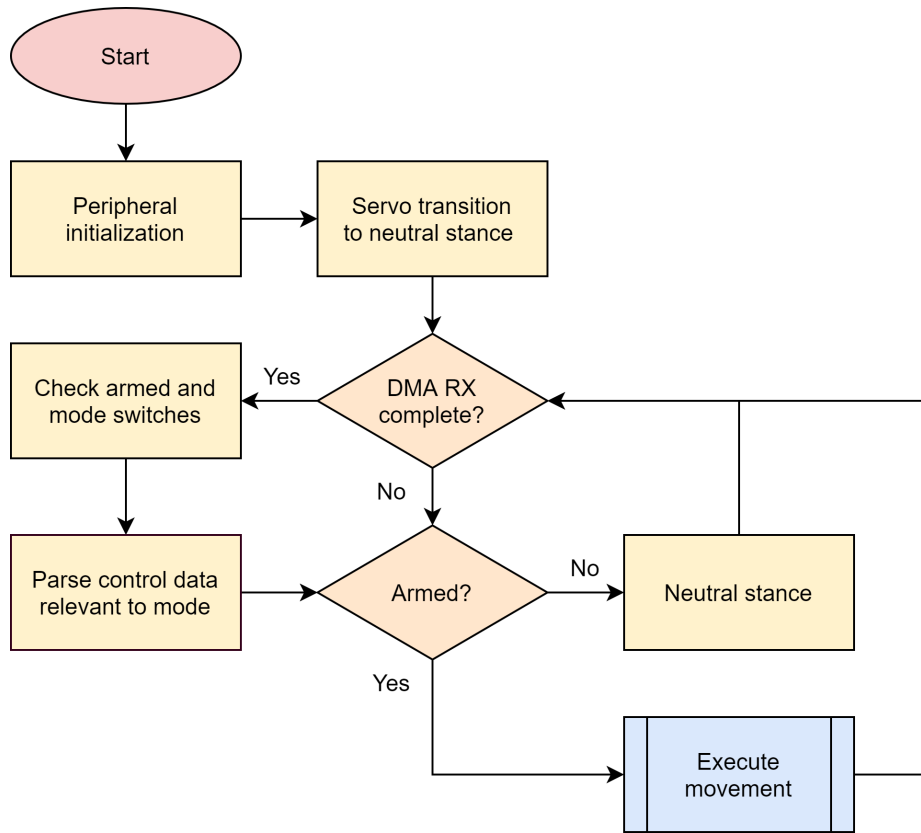 Start
Peripheral
initialization
Servo transition
to neutral stance
Yes
DMA RX
complete?
Check armed and
mode switches
No
Parse control data
relevant to mode
Armed?
No
Neutral stance
Yes
Execute
movement